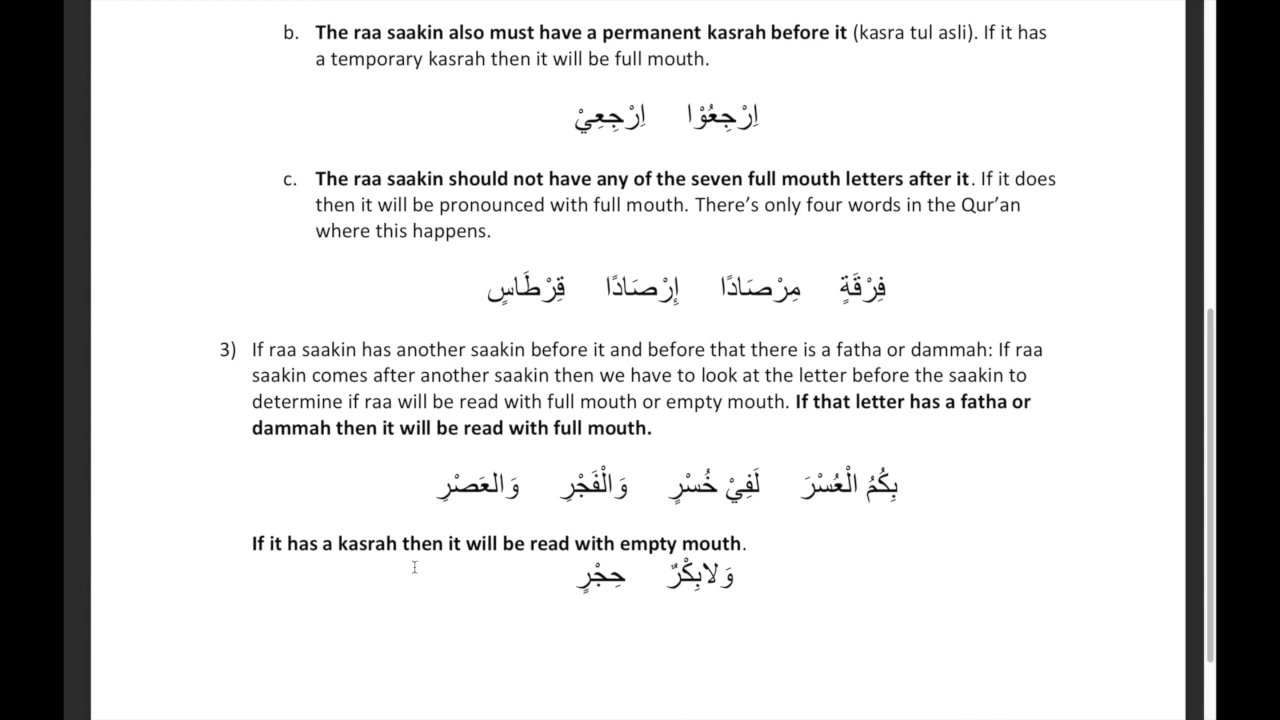 b. The raa saakin also must have a permanent kasrah before it (kasra tul asli). If it has
a temporary kasrah then it will be full mouth.
اِرْجِعُوْا اِرْجِعِيْ
c. The raa saakin should not have any of the seven full mouth letters after it. If it does
then it will be pronounced with full mouth. There's only four words in the Qur'an
where this happens.
فِرْقَةٍ مِرْصَادًا إِرْصَادًا قِرْطَاسٍ
3) If raa saakin has another saakin before it and before that there is a fatha or dammah: If raa
saakin comes after another saakin then we have to look at the letter before the saakin to
determine if raa will be read with full mouth or empty mouth. If that letter has a fatha or
dammah then it will be read with full mouth.
بِكُمُ الْعُسْرَ لَفِيْ خُسْرٍ وَالْفَجْرِ وَالعَصْرِ
If it has a kasrah then it will be read with empty mouth.
وَلابِكْرٌ حِجْرٍ